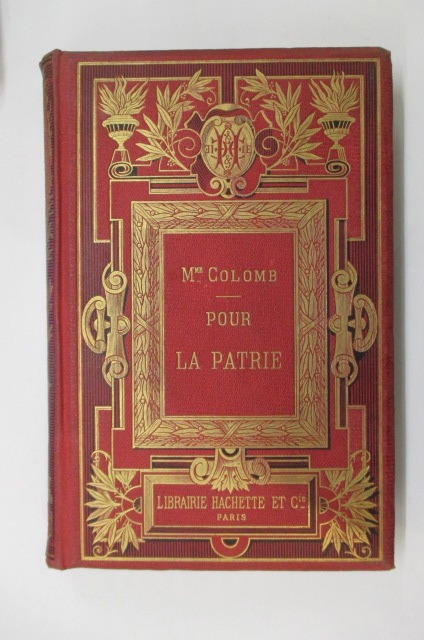 Mme COLOMB
POUR
LA PATRIE
LIBRAIRIE HACHETTE ET Cie
PARIS